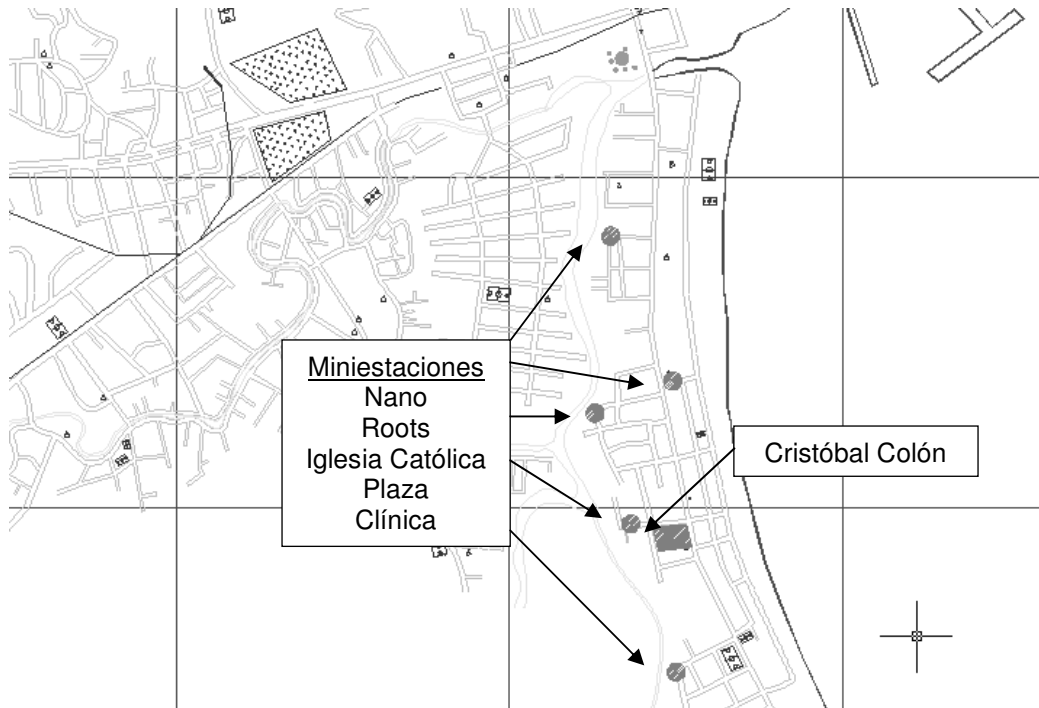 Miniestaciones
Nano
Roots
Iglesia Católica
Plaza
Clínica
Cristóbal Colón